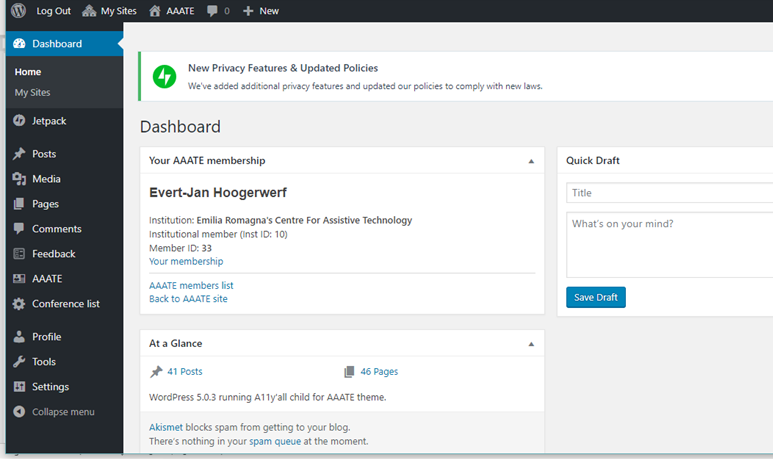 Log Out My Sites AAATE 0 New
Dashboard
Home
My Sites
Jetpack
Posts
Media
Pages
Comments
Feedback
AAATE
Conference list
Profile
Tools
Settings
Collapse menu
New Privacy Features & Updated Policies
We've added additional privacy features and updated our policies to comply with new laws.
Dashboard
Your AAATE membership
Evert-Jan Hoogerwerf
Institution: Emilia Romagna's Centre For Assistive Technology
Institutional member (Inst ID: 10)
Member ID: 33
Your membership
AAATE members list
Back to AAATE site
At a Glance
41 Posts 46 Pages
WordPress 5.0.3 running A11y'all child for AAATE theme.
Akismet blocks spam from getting to your blog.
There's nothing in your spam queue at the moment.
Quick Draft
Title
What's on your mind?
Save Draft